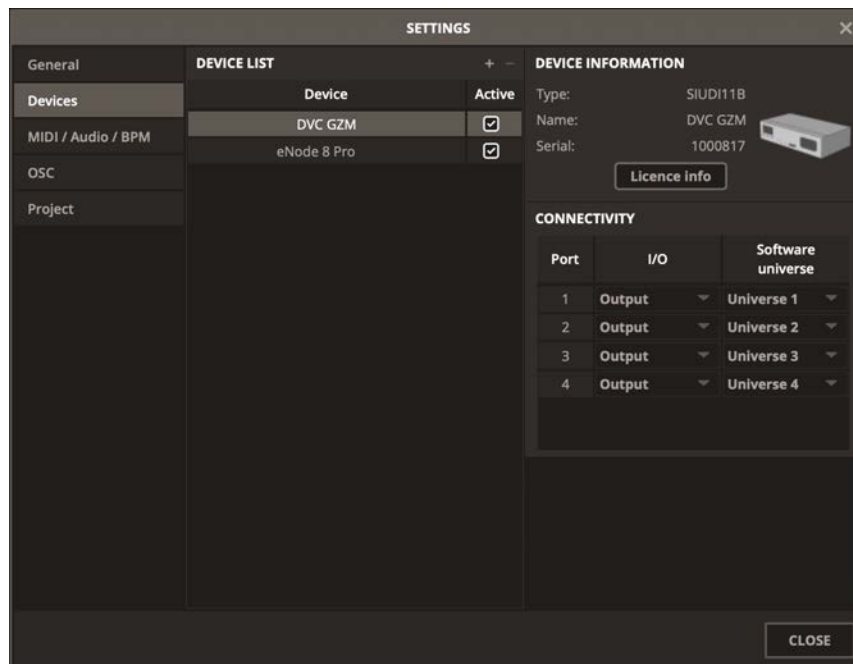 SETTINGS
General
Devices
MIDI / Audio / BPM
OSC
Project
DEVICE LIST
Device Active
DVC GZM
eNode 8 Pro
DEVICE INFORMATION
Type: SIUDI11B
Name: DVC GZM
Serial: 1000817
Licence info
CONNECTIVITY
Port I/O Software universe
1 Output Universe 1
2 Output Universe 2
3 Output Universe 3
4 Output Universe 4
CLOSE